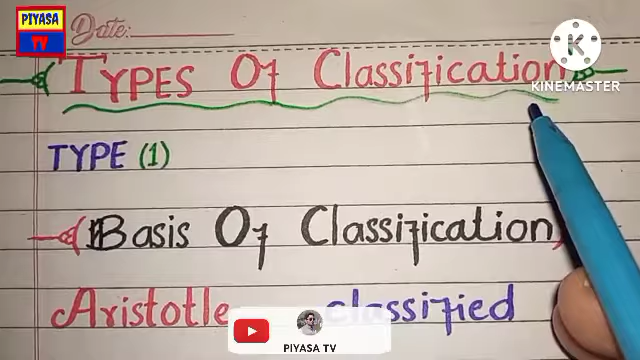 PIYASA
TV
Date:
KINEMASTER
Types Of Classification
TYPE (1)
Basis Of Classification,
Aristotle classified
PIYASA TV